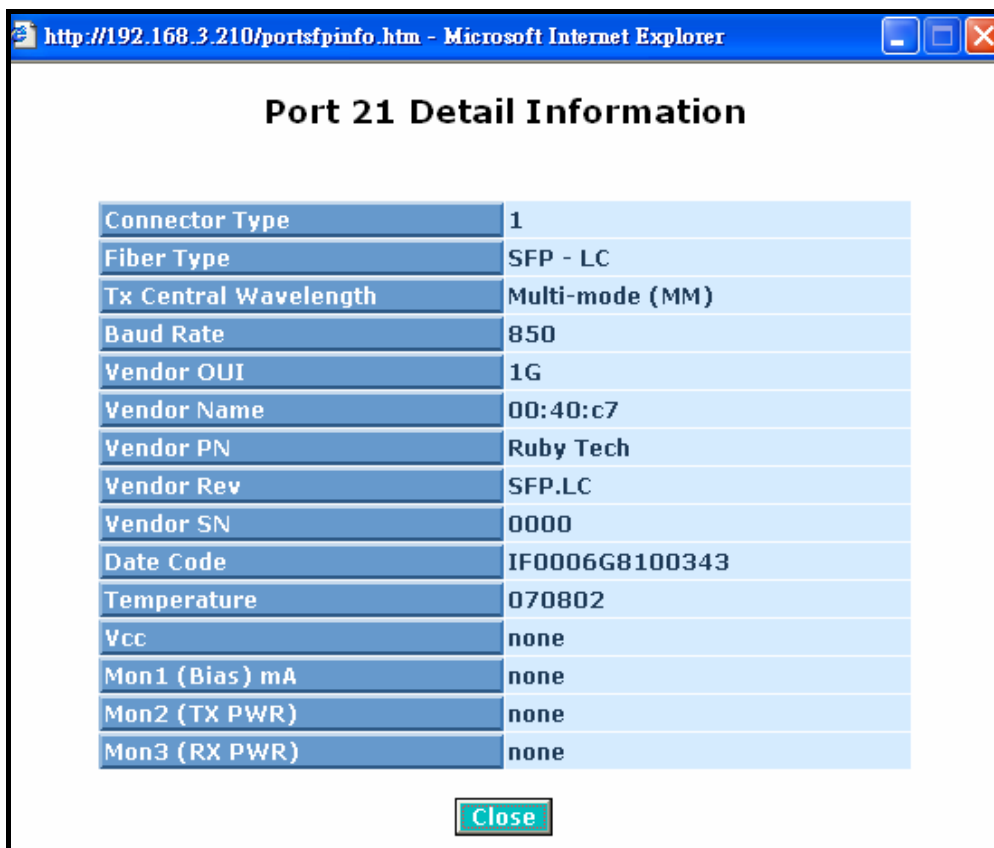 http://192.168.3.210/portsfpinfo.htm - Microsoft Internet Explorer
Port 21 Detail Information
Connector Type 1
Fiber Type SFP - LC
Tx Central Wavelength Multi-mode (MM)
Baud Rate 850
Vendor OUI 1G
Vendor Name 00:40:c7
Vendor PN Ruby Tech
Vendor Rev SFP.LC
Vendor SN 0000
Date Code IF0006G8100343
Temperature 070802
Vcc none
Mon1 (Bias) mA none
Mon2 (TX PWR) none
Mon3 (RX PWR) none
Close